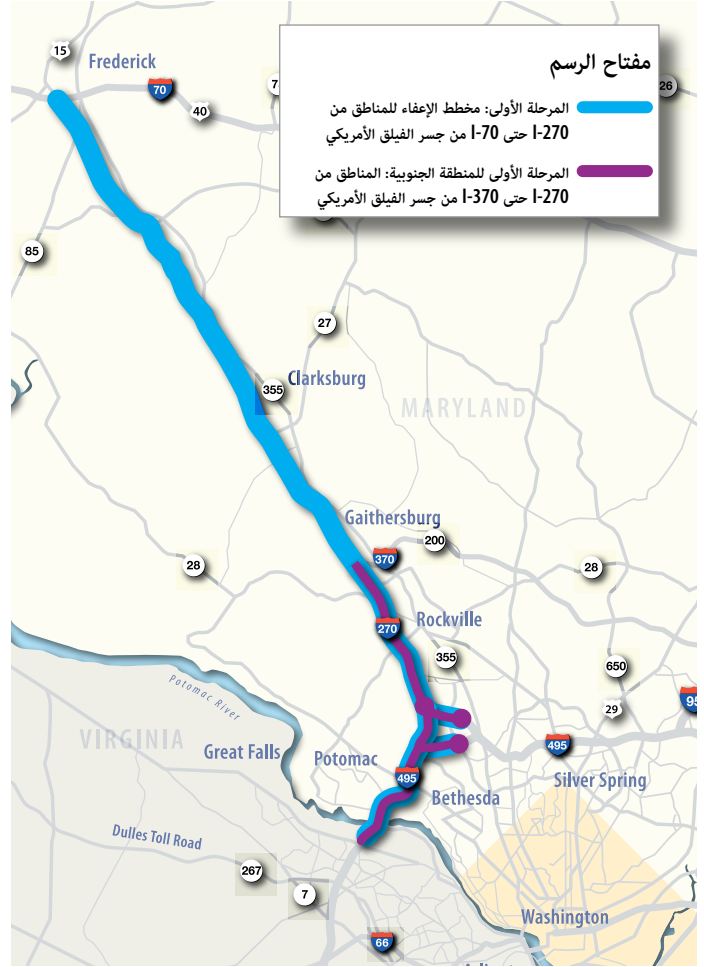 مفتاح الرسم
المرحلة الأولى: مخطط الإعفاء للمناطق من
I-270 حتى I-70 من جسر الفيلق الأمريكي
المرحلة الأولى للمنطقة الجنوبية: المناطق من
I-270 حتى I-370 من جسر الفيلق الأمريكي
15
Frederick
70
40
7
26
85
27
355
Clarksburg
MARYLAND
Gaithersburg
200
370
28
28
270
Rockville
355
650
Potomac River
29
95
VIRGINIA
Great Falls
Potomac
495
495
Silver Spring
Bethesda
Dulles Toll Road
267
7
Washington
66